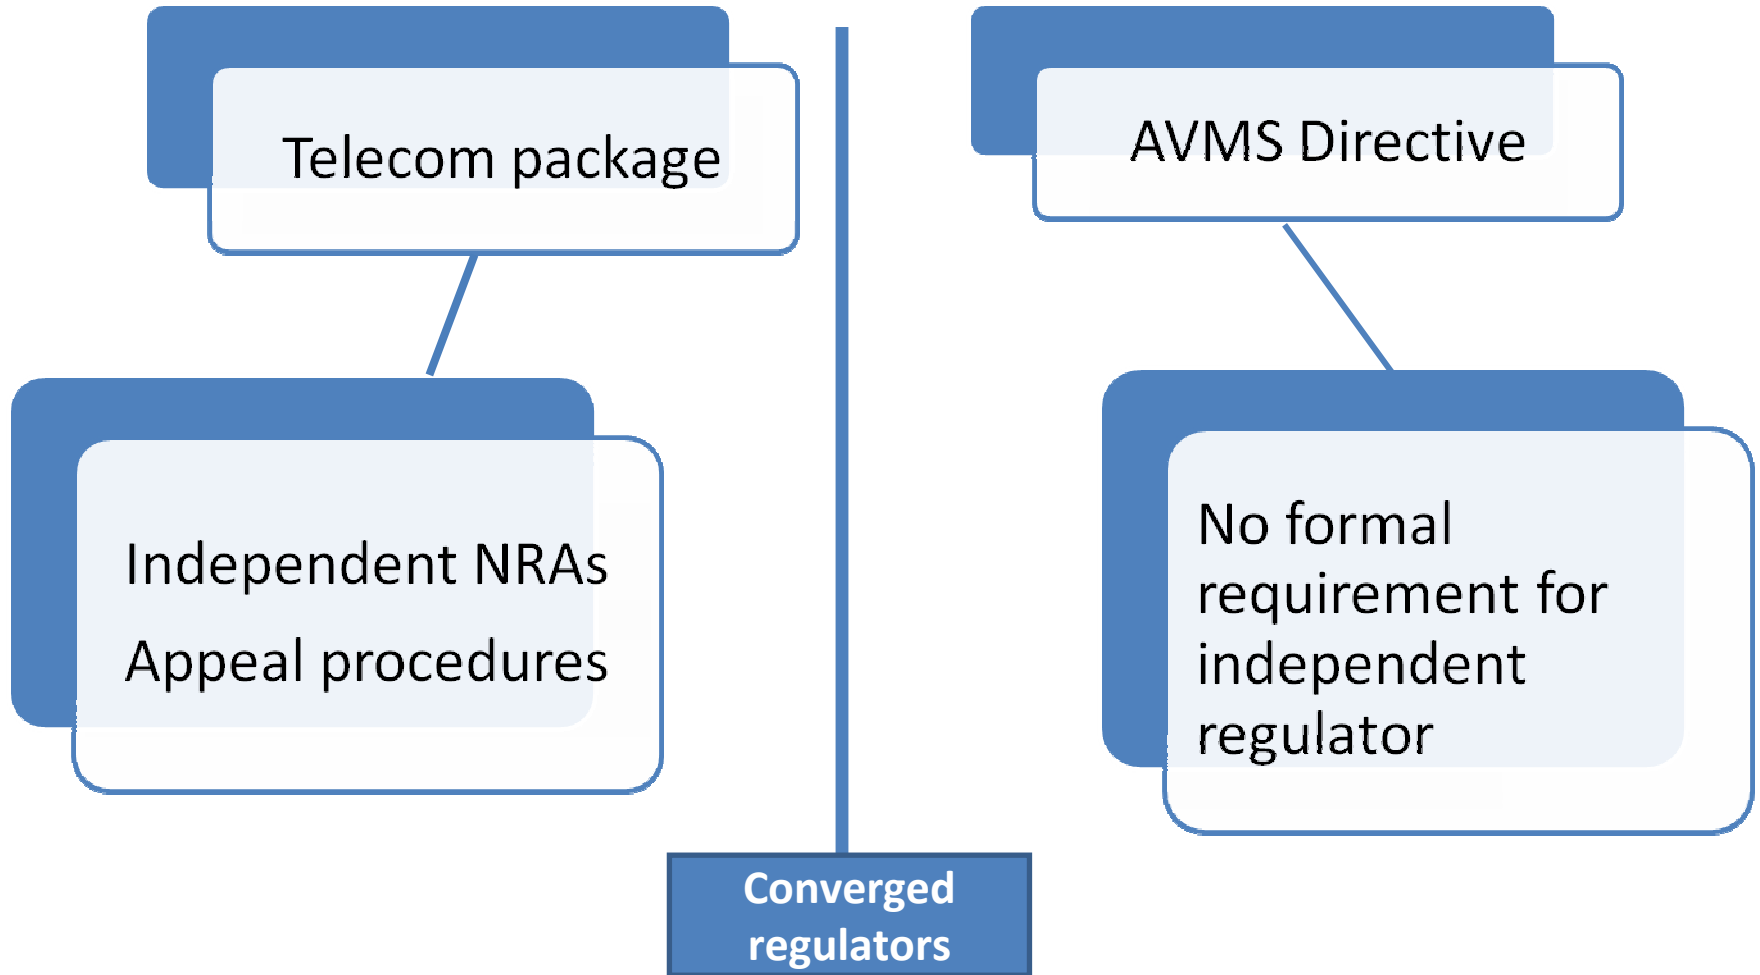 Telecom package
AVMS Directive
Independent NRAs
Appeal procedures
No formal
requirement for
independent
regulator
Converged
regulators